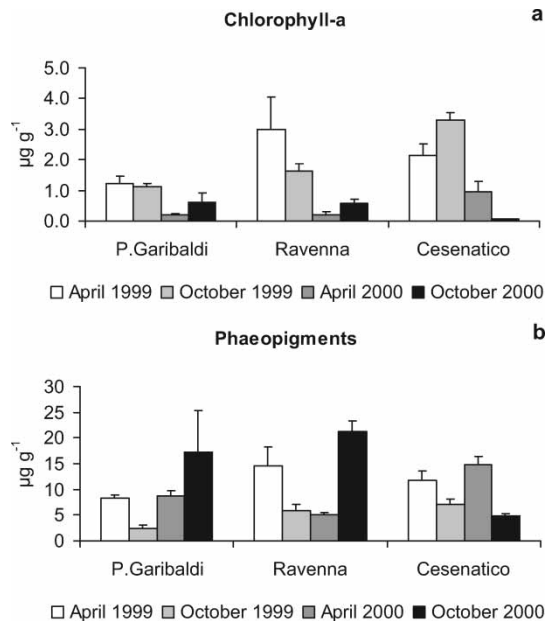 Chlorophyll-a
a
µg g⁻¹
4.0
3.0
2.0
1.0
0.0
P.Garibaldi Ravenna Cesenatico
April 1999 October 1999 April 2000 October 2000
Phaeopigments
b
µg g⁻¹
30
25
20
15
10
5
0
P.Garibaldi Ravenna Cesenatico
April 1999 October 1999 April 2000 October 2000